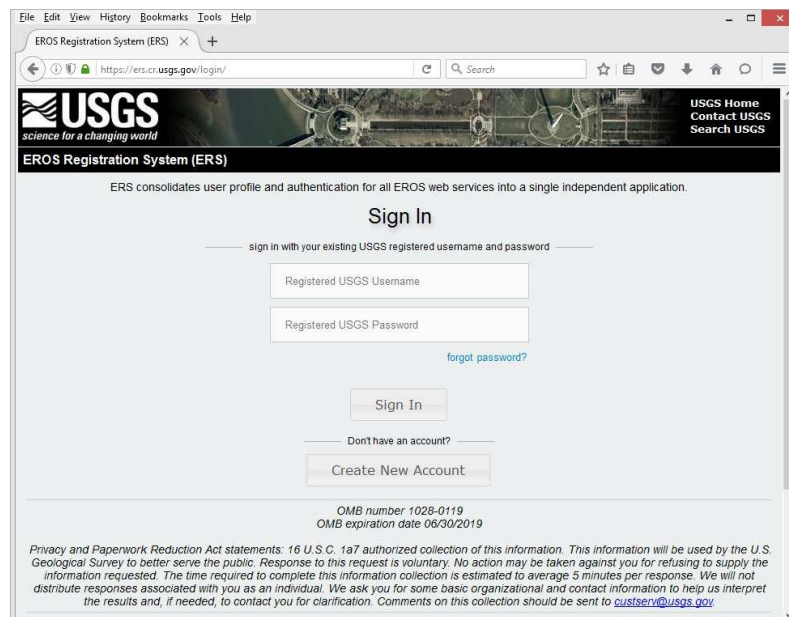 File Edit View History Bookmarks Tools Help
EROS Registration System (ERS)
https://ers.cr.usgs.gov/login/
Search
USGS
science for a changing world
USGS Home
Contact USGS
Search USGS
EROS Registration System (ERS)
ERS consolidates user profile and authentication for all EROS web services into a single independent application.
Sign In
sign in with your existing USGS registered username and password
Registered USGS Username
Registered USGS Password
forgot password?
Sign In
Don't have an account?
Create New Account
OMB number 1028-0119
OMB expiration date 06/30/2019
Privacy and Paperwork Reduction Act statements: 16 U.S.C. 1a7 authorized collection of this information. This information will be used by the U.S.
Geological Survey to better serve the public. Response to this request is voluntary. No action may be taken against you for refusing to supply the
information requested. The time required to complete this information collection is estimated to average 5 minutes per response. We will not
distribute responses associated with you as an individual. We ask you for some basic organizational and contact information to help us interpret
the results and, if needed, to contact you for clarification. Comments on this collection should be sent to custserv@usgs.gov.